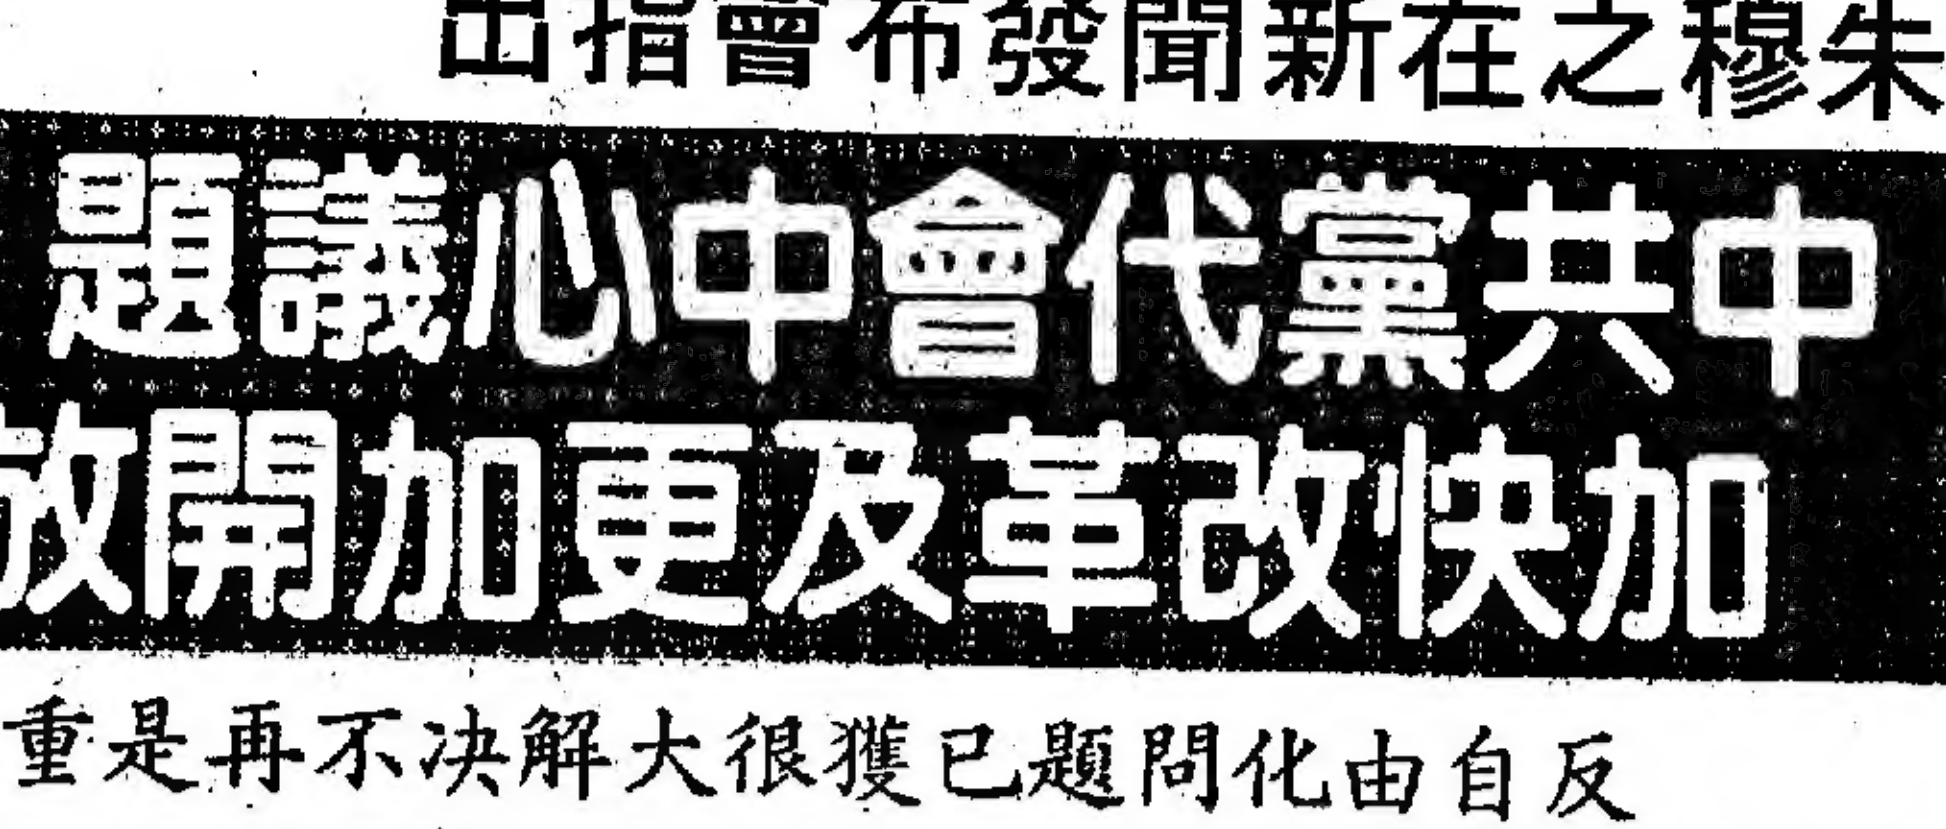 朱穆之在新聞發布會指出
中共黨代會中心議題
加快改革及更加開放
反自由化問題已獲很大解决不再是重